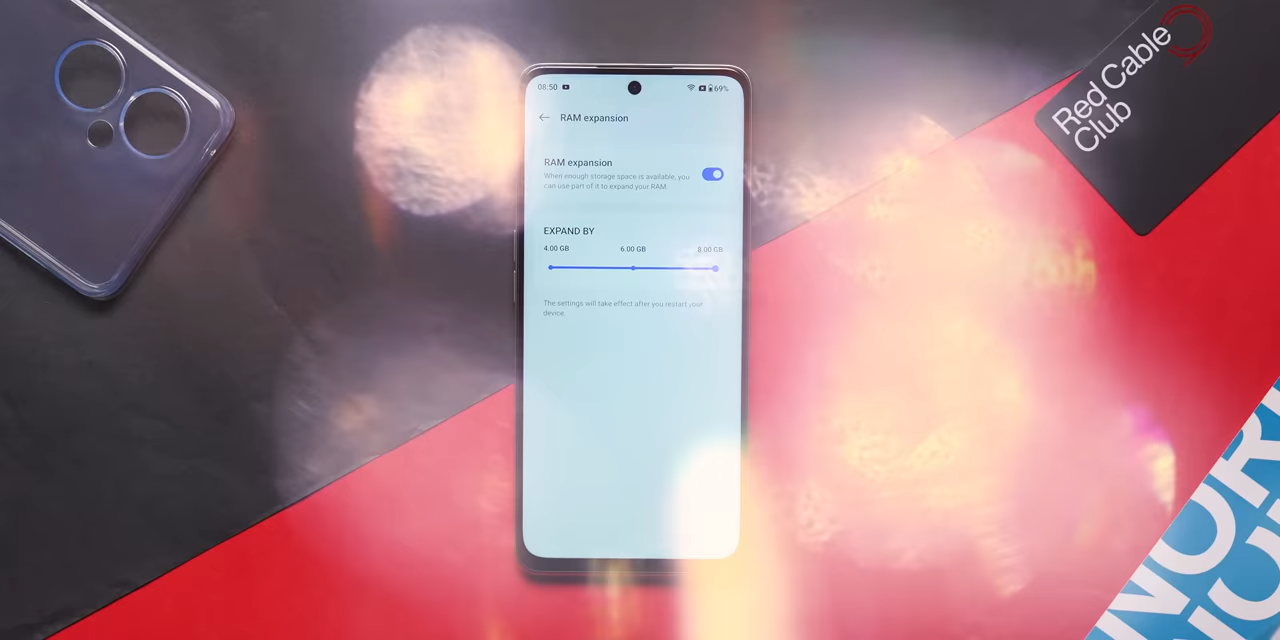 08:50
69%
RAM expansion
RAM expansion
When enough storage space is available, you
can use part of it to expand your RAM.
EXPAND BY
4.00 GB 6.00 GB 8.00 GB
The settings will take effect after you restart your
device.
Red Cable
Club